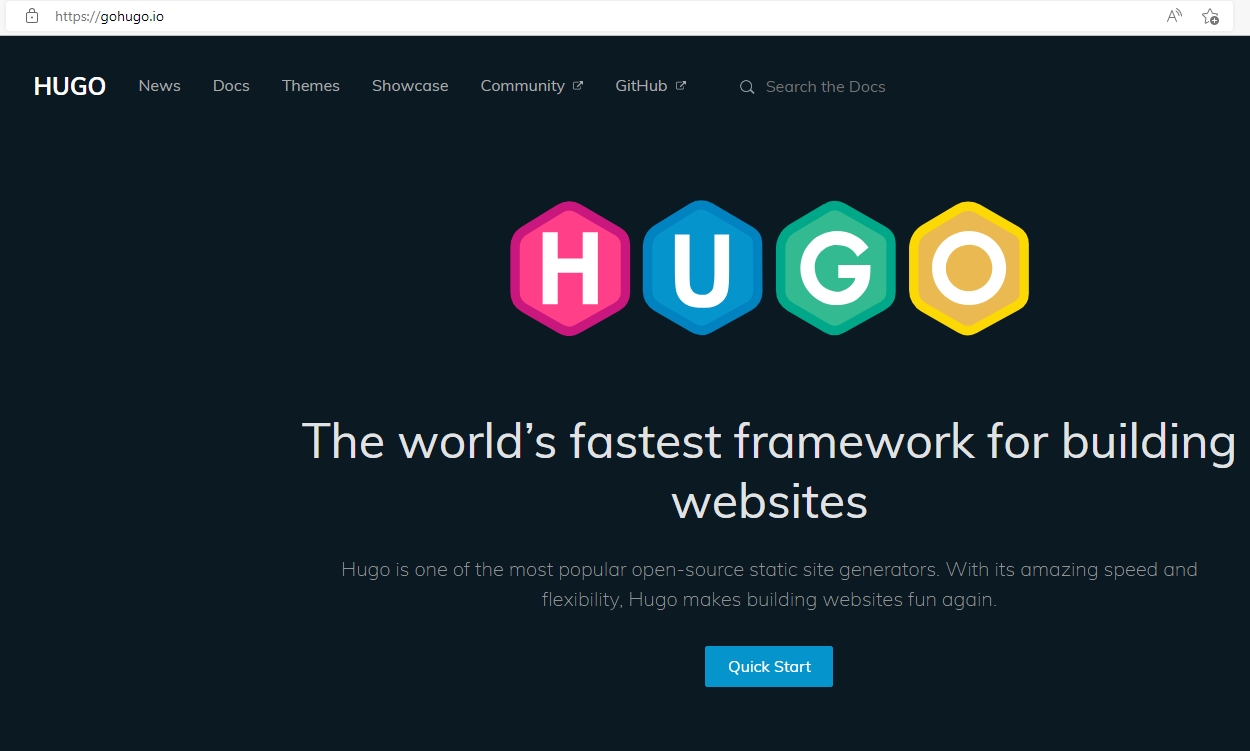 https://gohugo.io
HUGO News Docs Themes Showcase Community GitHub Search the Docs
HUGO
The world’s fastest framework for building
websites
Hugo is one of the most popular open-source static site generators. With its amazing speed and
flexibility, Hugo makes building websites fun again.
Quick Start